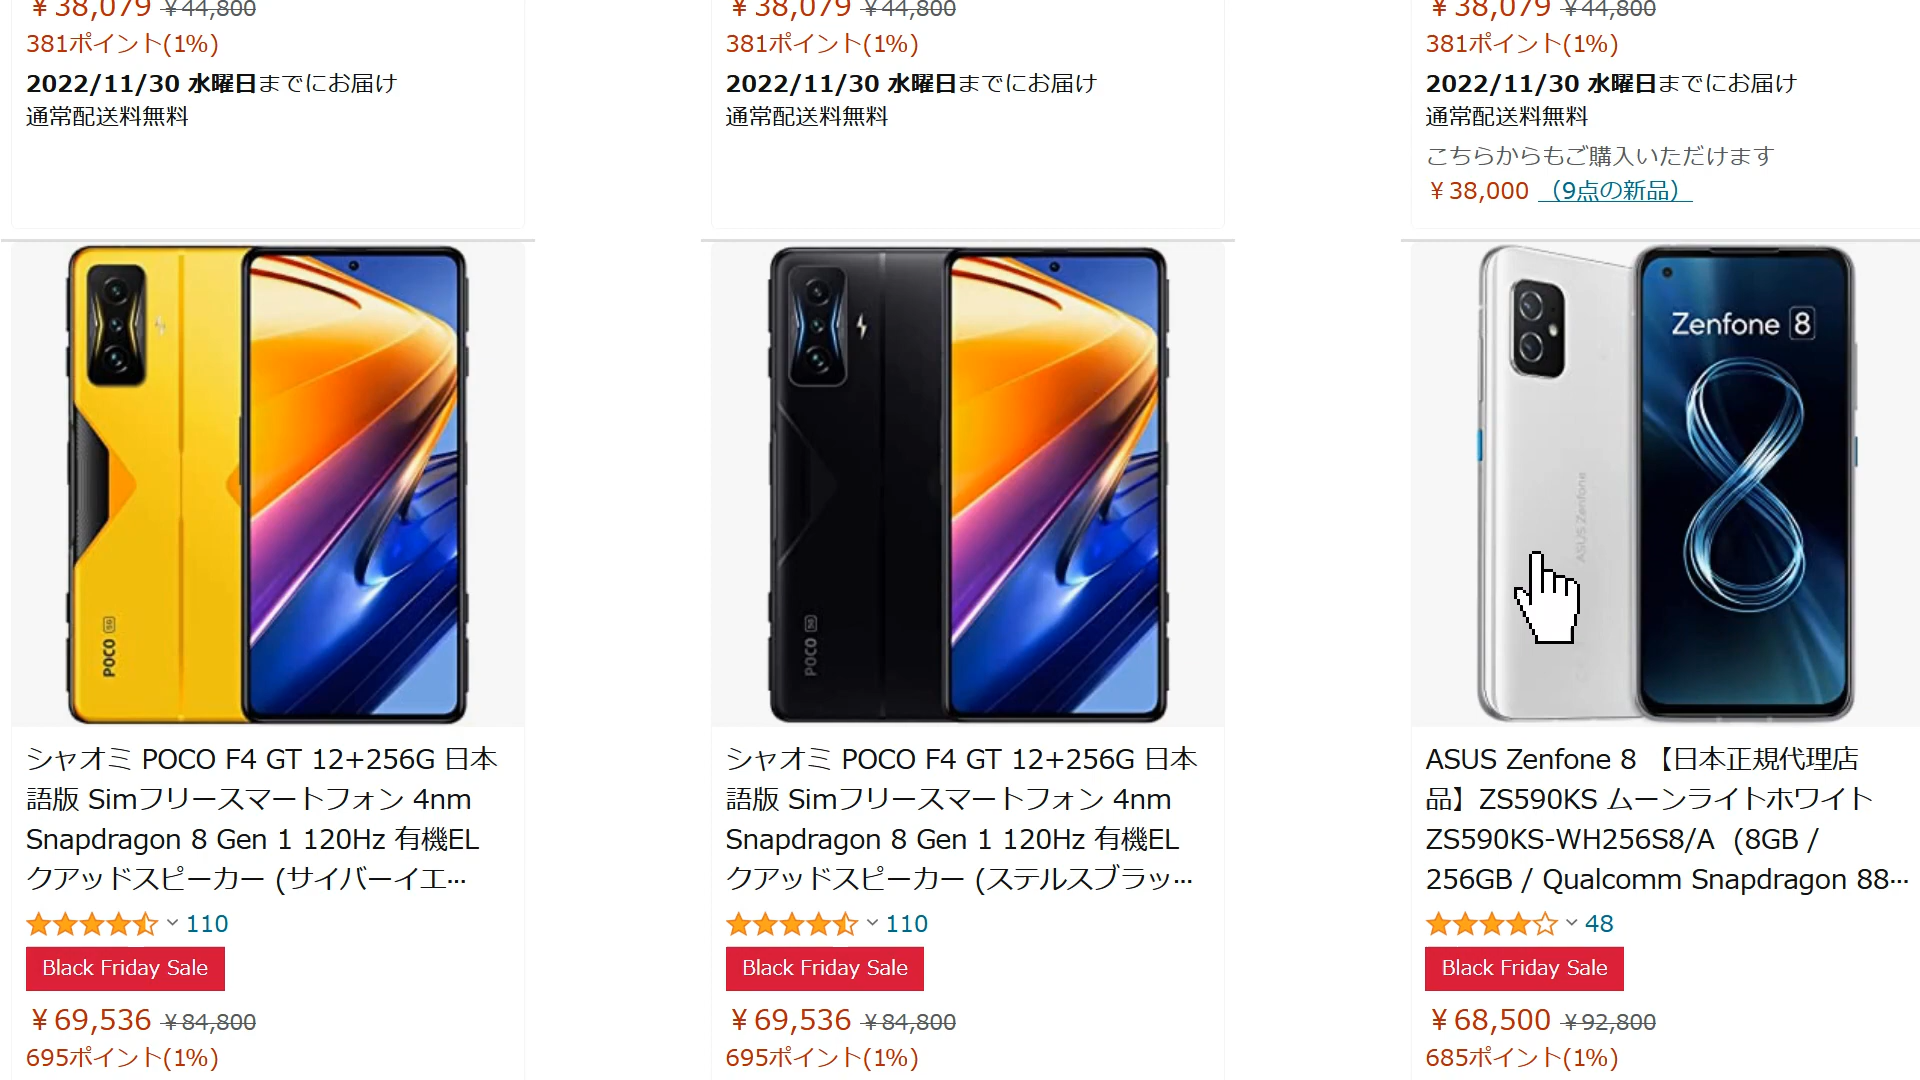 ￥38,079 ￥44,800
381ポイント(1%)
2022/11/30 水曜日までにお届け
通常配送料無料
￥38,079 ￥44,800
381ポイント(1%)
2022/11/30 水曜日までにお届け
通常配送料無料
￥38,079 ￥44,800
381ポイント(1%)
2022/11/30 水曜日までにお届け
通常配送料無料
こちらからもご購入いただけます
￥38,000 （9点の新品）
POCO 5G
シャオミ POCO F4 GT 12+256G 日本
語版 Simフリースマートフォン 4nm
Snapdragon 8 Gen 1 120Hz 有機EL
クアッドスピーカー (サイバーイエ…
110
Black Friday Sale
￥69,536 ￥84,800
695ポイント(1%)
POCO 5G
シャオミ POCO F4 GT 12+256G 日本
語版 Simフリースマートフォン 4nm
Snapdragon 8 Gen 1 120Hz 有機EL
クアッドスピーカー (ステルスブラッ…
110
Black Friday Sale
￥69,536 ￥84,800
695ポイント(1%)
Zenfone 8
ASUS Zenfone
ASUS Zenfone 8 【日本正規代理店
品】ZS590KS ムーンライトホワイト
ZS590KS-WH256S8/A（8GB /
256GB / Qualcomm Snapdragon 88…
48
Black Friday Sale
￥68,500 ￥92,800
685ポイント(1%)